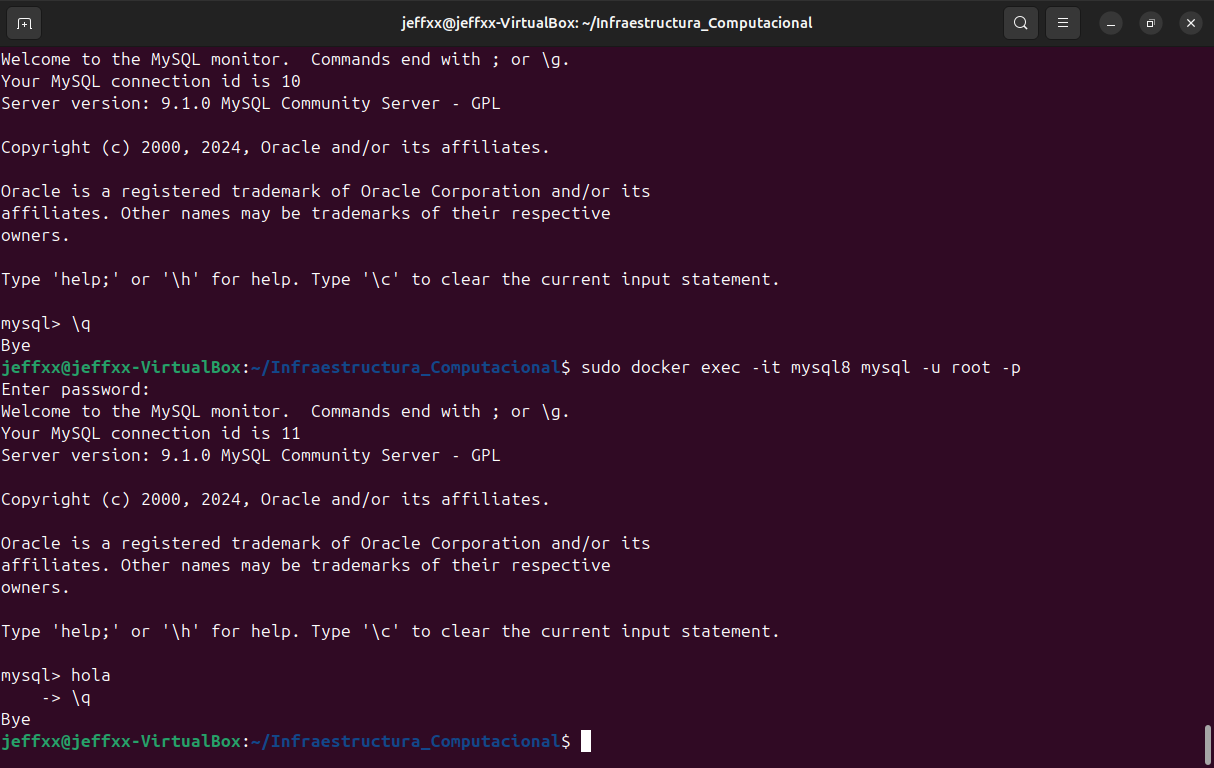 jeffxx@jeffxx-VirtualBox: ~/Infraestructura_Computacional
Welcome to the MySQL monitor.  Commands end with ; or \g.
Your MySQL connection id is 10
Server version: 9.1.0 MySQL Community Server - GPL
Copyright (c) 2000, 2024, Oracle and/or its affiliates.
Oracle is a registered trademark of Oracle Corporation and/or its
affiliates. Other names may be trademarks of their respective
owners.
Type 'help;' or '\h' for help. Type '\c' to clear the current input statement.
mysql> \q
Bye
jeffxx@jeffxx-VirtualBox:~/Infraestructura_Computacional$ sudo docker exec -it mysql8 mysql -u root -p
Enter password:
Welcome to the MySQL monitor.  Commands end with ; or \g.
Your MySQL connection id is 11
Server version: 9.1.0 MySQL Community Server - GPL
Copyright (c) 2000, 2024, Oracle and/or its affiliates.
Oracle is a registered trademark of Oracle Corporation and/or its
affiliates. Other names may be trademarks of their respective
owners.
Type 'help;' or '\h' for help. Type '\c' to clear the current input statement.
mysql> hola
    -> \q
Bye
jeffxx@jeffxx-VirtualBox:~/Infraestructura_Computacional$